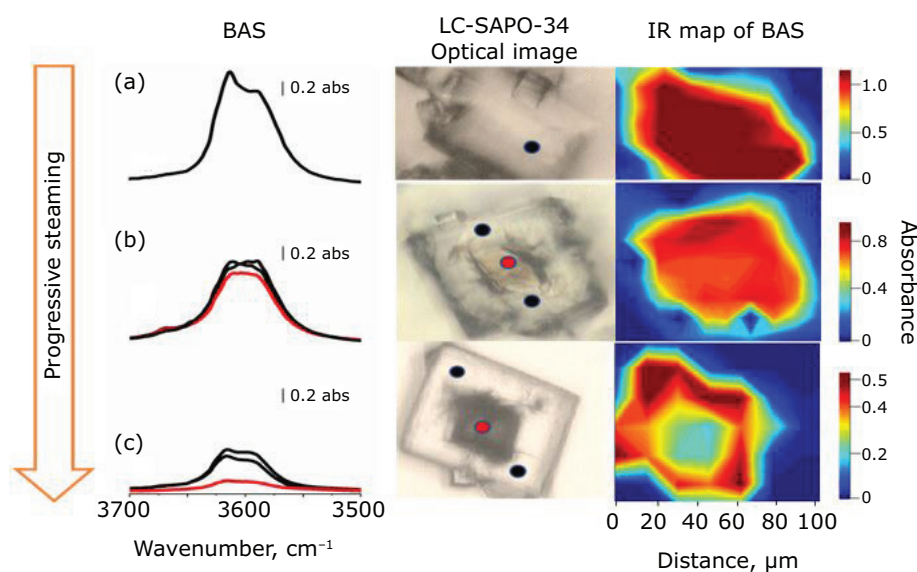 BAS
LC-SAPO-34
Optical image
IR map of BAS
Progressive steaming
(a)
0.2 abs
1.0
0.5
0
(b)
0.2 abs
0.8
0.4
0
Absorbance
(c)
0.2 abs
0.5
0.4
0.2
0
3700 3600 3500
Wavenumber, cm⁻¹
0 20 40 60 80 100
Distance, µm